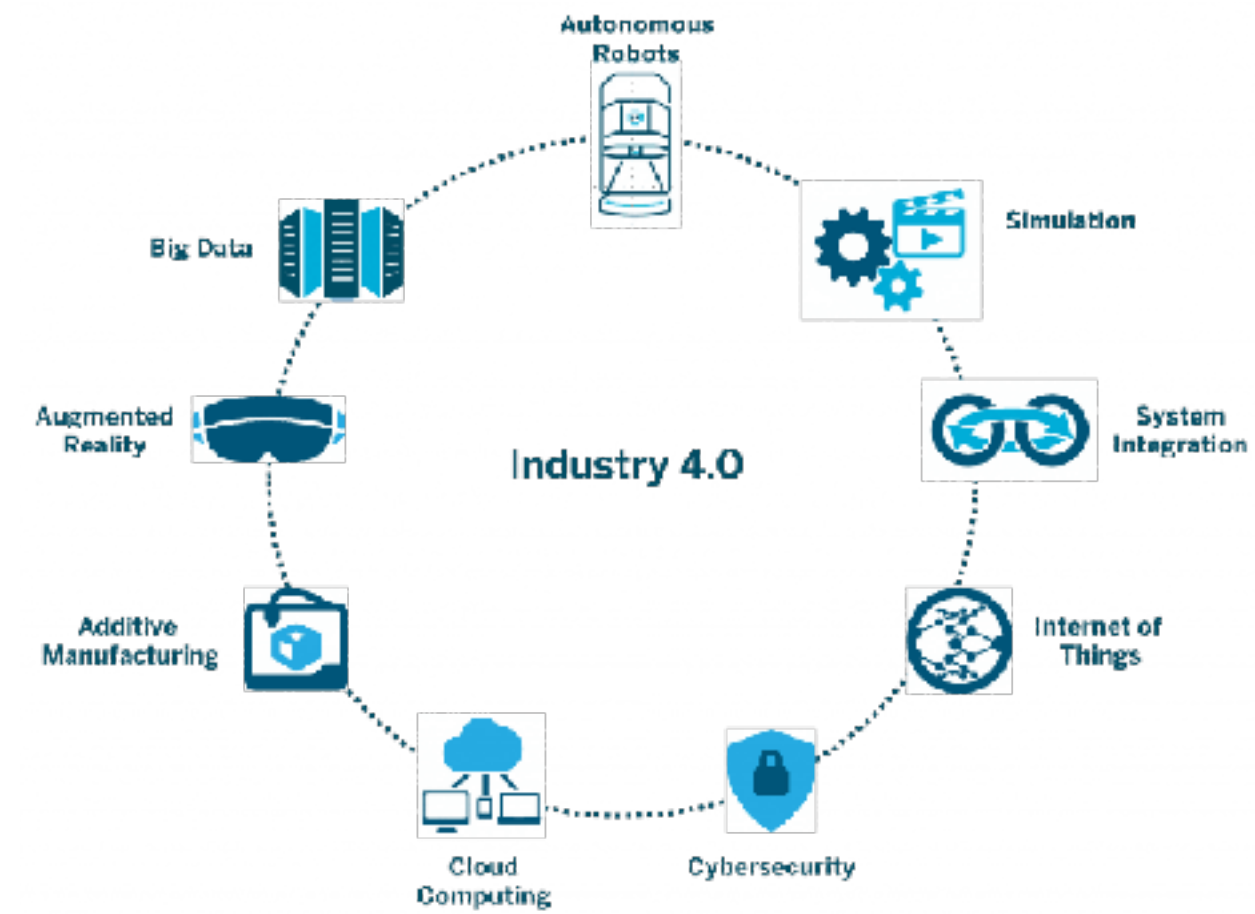 Autonomous
Robots
Simulation
Big Data
System
Integration
Augmented
Reality
Industry 4.0
Internet of
Things
Additive
Manufacturing
Cybersecurity
Cloud
Computing